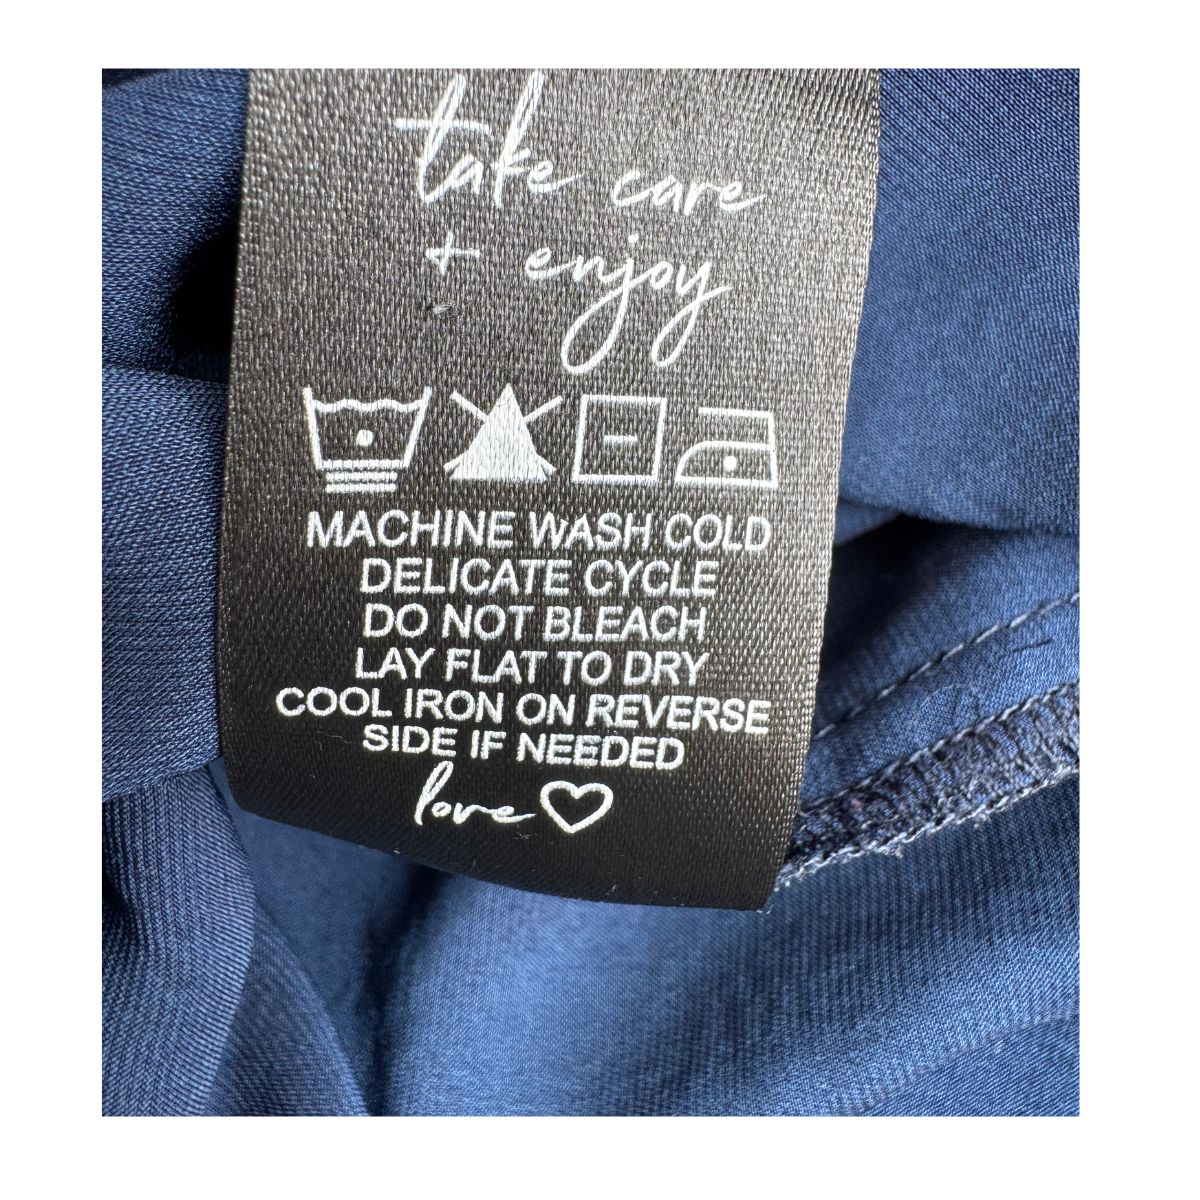 take care
+ enjoy
MACHINE WASH COLD
DELICATE CYCLE
DO NOT BLEACH
LAY FLAT TO DRY
COOL IRON ON REVERSE
SIDE IF NEEDED
love